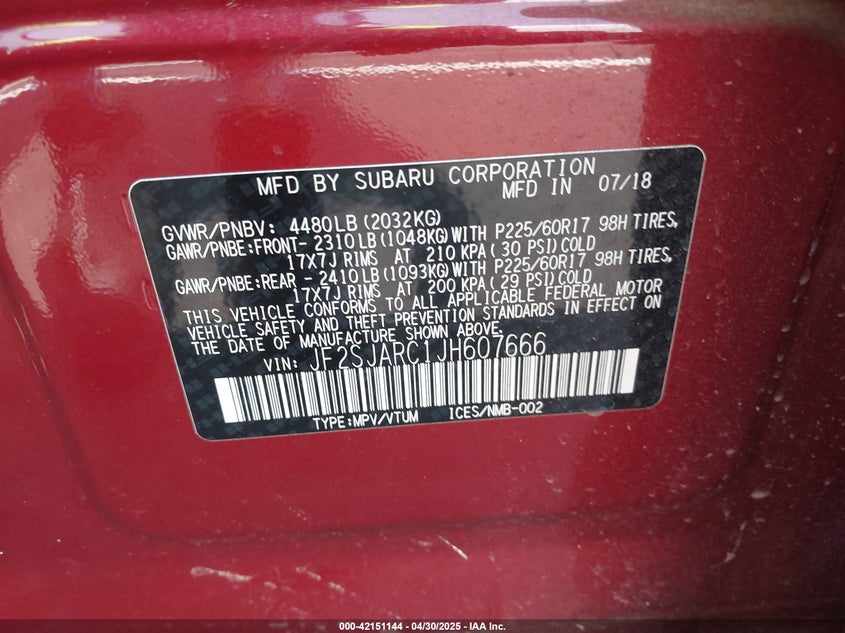 MFD BY SUBARU CORPORATION
MFD IN 07/18
GVWR/PNBV: 4480LB(2032KG)
GAWR/PNBE:FRONT- 2310LB(1048KG)WITH P225/60R17 98H TIRES,
17X7J RIMS AT 210 KPA(30 PSI)COLD
GAWR/PNBE:REAR - 2410LB(1093KG)WITH P225/60R17 98H TIRES,
17X7J RIMS AT 200 KPA(29 PSI)COLD
THIS VEHICLE CONFORMS TO ALL APPLICABLE FEDERAL MOTOR
VEHICLE SAFETY AND THEFT PREVENTION STANDARDS IN EFFECT ON
THE DATE OF MANUFACTURE SHOWN ABOVE.
VIN: JF2SJARC1JH607666
TYPE:MPV/VTUM ICES/NMB-002
000-42151144 - 04/30/2025 - IAA Inc.